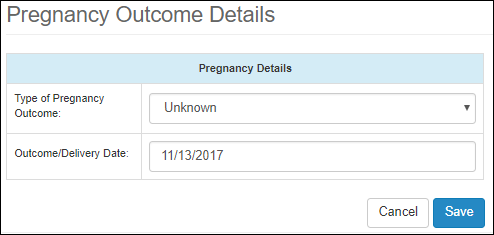 Pregnancy Outcome Details
Pregnancy Details
Type of Pregnancy
Outcome:
Unknown
Outcome/Delivery Date:
11/13/2017
Cancel
Save